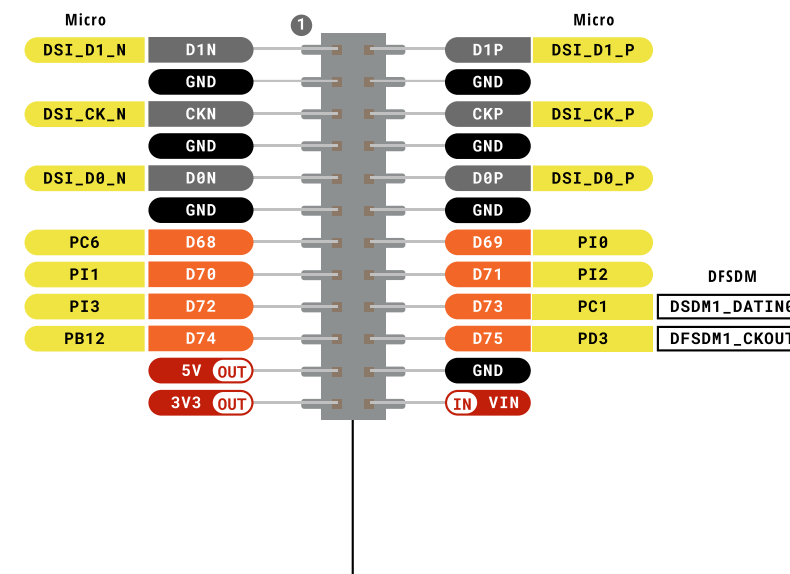 Micro Micro
1
DSI_D1_N D1N D1P DSI_D1_P
GND GND
DSI_CK_N CKN CKP DSI_CK_P
GND GND
DSI_D0_N D0N D0P DSI_D0_P
GND GND
PC6 D68 D69 PI0
PI1 D70 D71 PI2 DFSDM
PI3 D72 D73 PC1 DSDM1_DATIN0
PB12 D74 D75 PD3 DFSDM1_CKOUT
5V OUT GND
3V3 OUT IN VIN